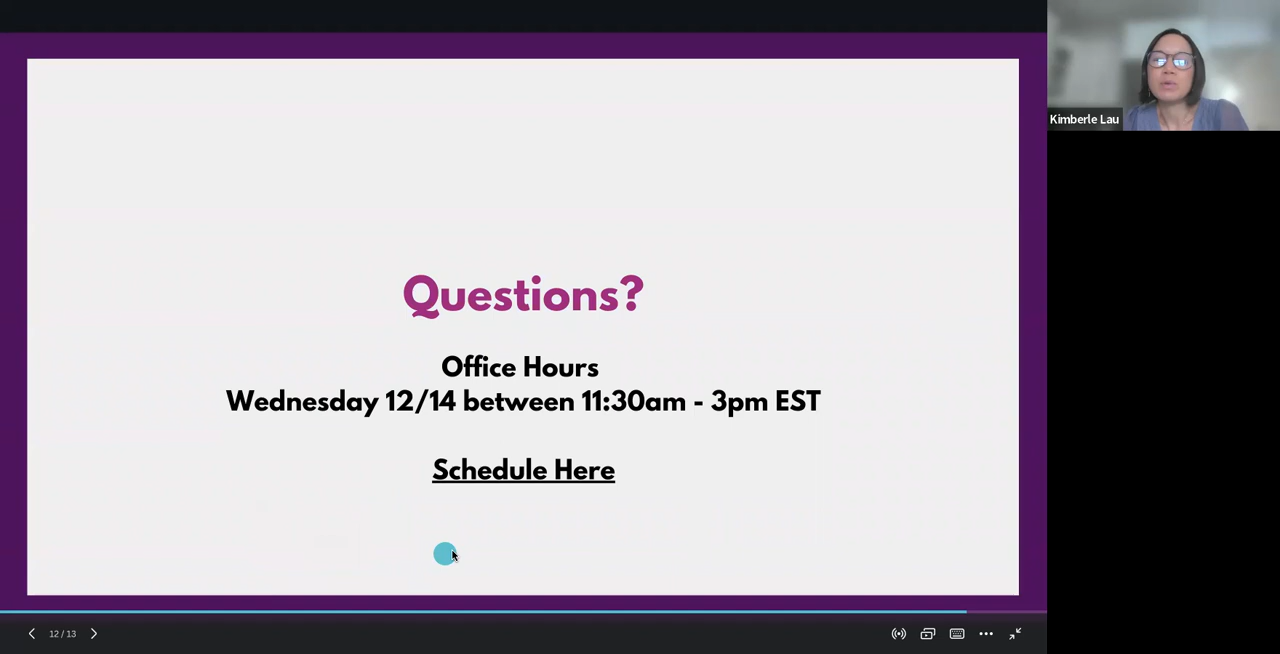 Kimberle Lau
Questions?
Office Hours
Wednesday 12/14 between 11:30am - 3pm EST
Schedule Here
12 / 13